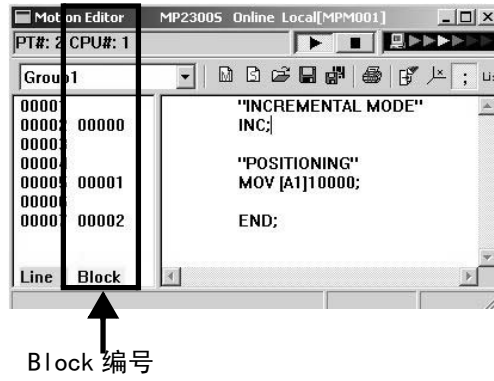 Motion Editor MP2300S Online Local[MPM001]
PT#: 2 CPU#: 1
Group1
00001 "INCREMENTAL MODE"
00002 00000 INC;
00003
00004 "POSITIONING"
00005 00001 MOV [A1]10000;
00006
00007 00002 END;
Line Block
Block 编号